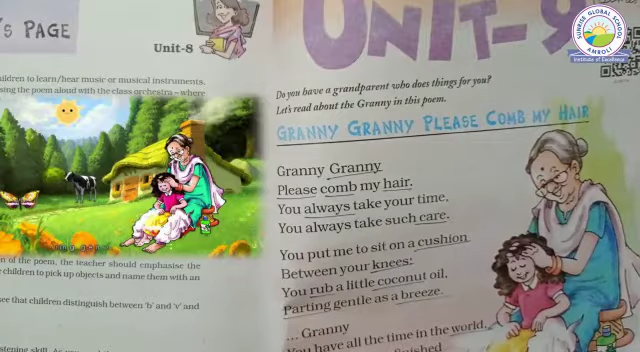 'S PAGE
Unit-8
children to learn/hear music or musical instruments.
sing the poem aloud with the class orchestra – where
n of the poem, the teacher should emphasise the
children to pick up objects and name them with an
see that children distinguish between 'b' and 'v' and
UNIT-9
SUNRISE GLOBAL SCHOOL
AMROLI
Institute of Excellence
Do you have a grandparent who does things for you?
Let's read about the Granny in this poem.
GRANNY GRANNY PLEASE COMB MY HAIR
Granny Granny
Please comb my hair.
You always take your time.
You always take such care.
You put me to sit on a cushion
Between your knees:
You rub a little coconut oil.
Parting gentle as a breeze.
... Granny
You have all the time in the world.
finished